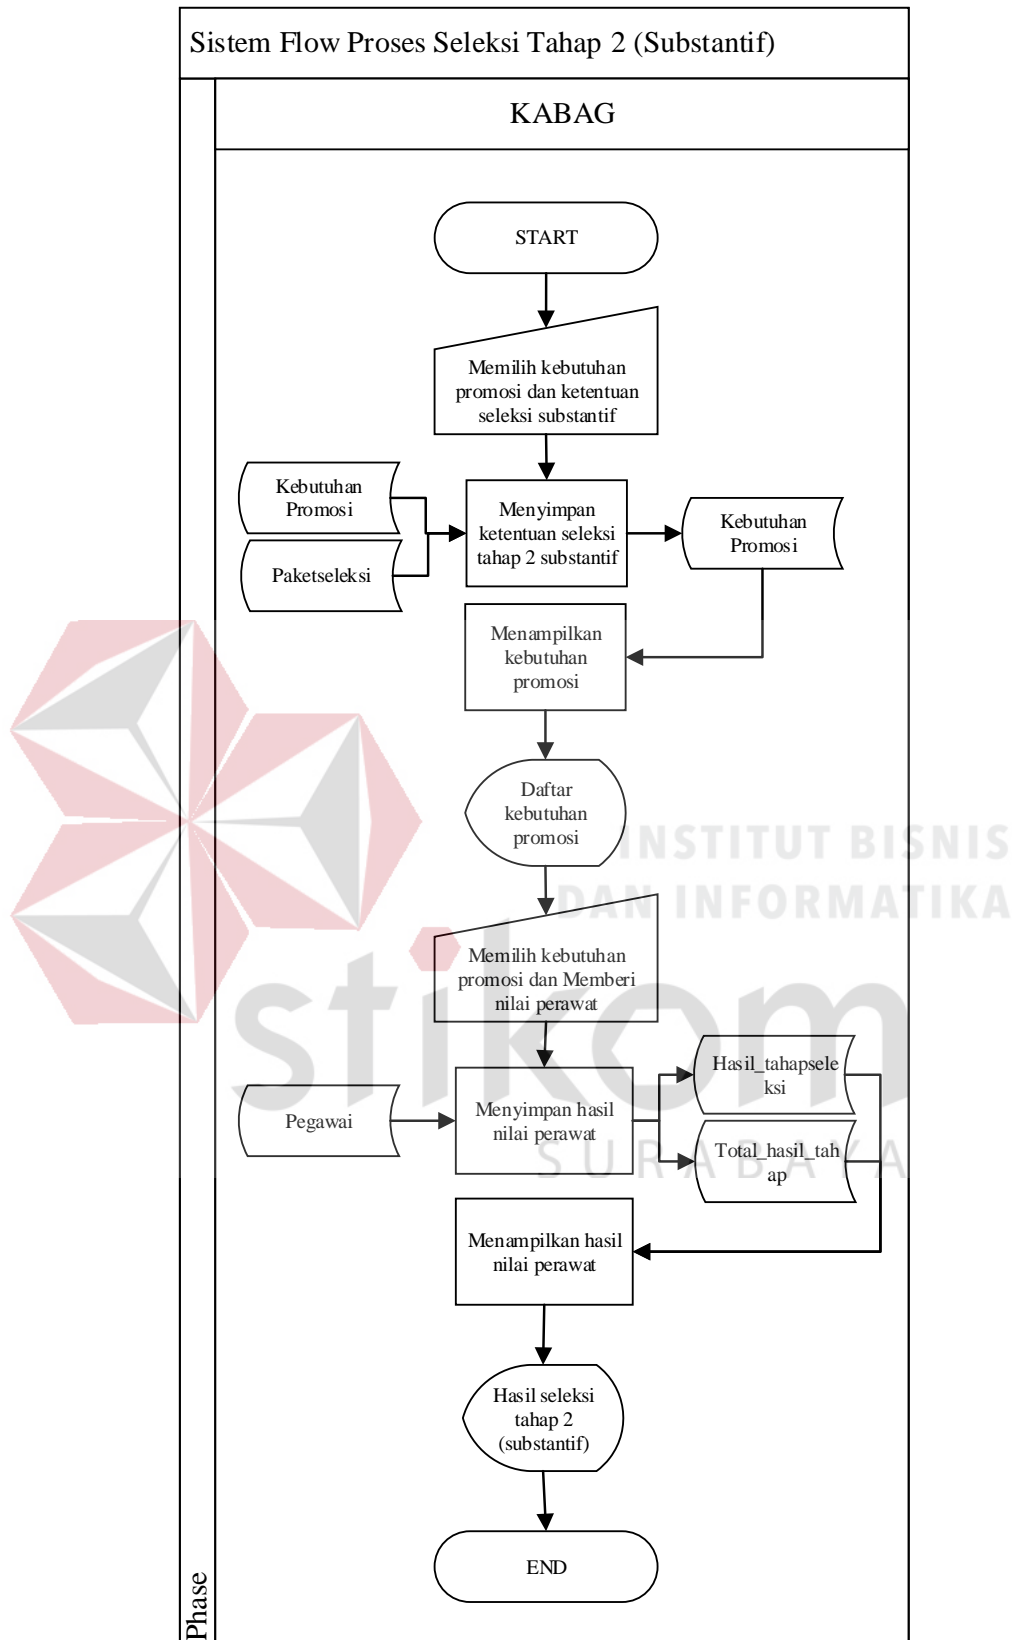 Sistem Flow Proses Seleksi Tahap 2 (Substantif)
KABAG
START
Memilih kebutuhan
promosi dan ketentuan
seleksi substantif
Kebutuhan
Promosi
Paketseleksi
Menyimpan
ketentuan seleksi
tahap 2 substantif
Kebutuhan
Promosi
Menampilkan
kebutuhan
promosi
Daftar
kebutuhan
promosi
INSTITUT BISNIS
DAN INFORMATIKA
stikom
SURABAYA
Memilih kebutuhan
promosi dan Memberi
nilai perawat
Pegawai
Menyimpan hasil
nilai perawat
Hasil_tahapsele
ksi
Total_hasil_tah
ap
Menampilkan hasil
nilai perawat
Hasil seleksi
tahap 2
(substantif)
END
Phase